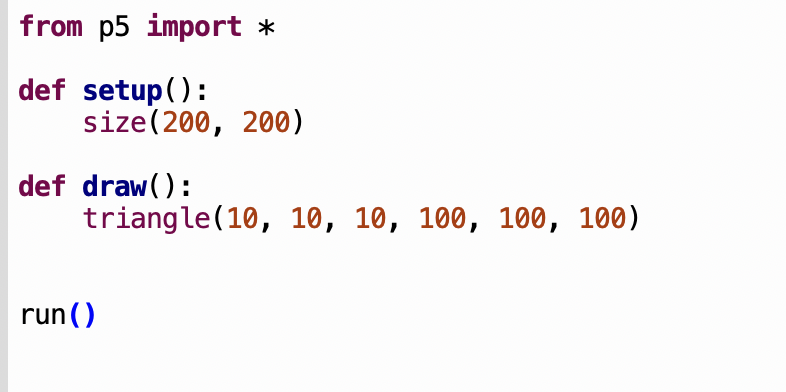 from p5 import *
def setup():
    size(200, 200)
def draw():
    triangle(10, 10, 10, 100, 100, 100)
run()